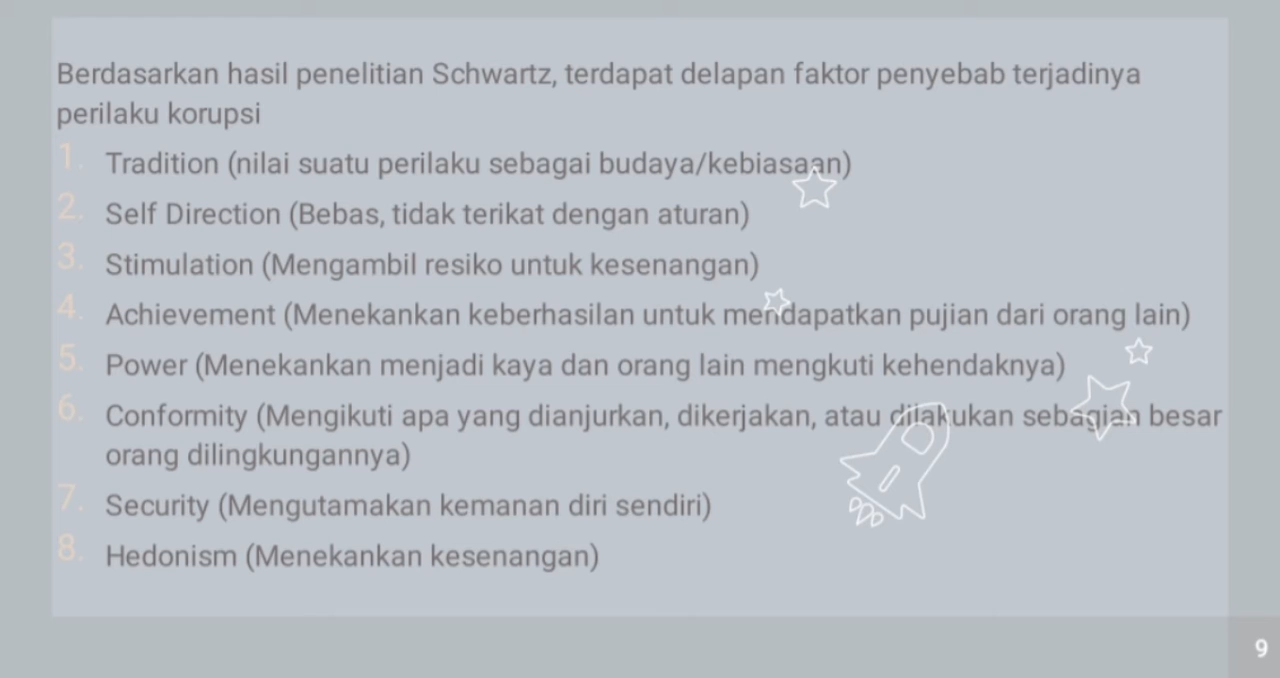 Berdasarkan hasil penelitian Schwartz, terdapat delapan faktor penyebab terjadinya
perilaku korupsi
1. Tradition (nilai suatu perilaku sebagai budaya/kebiasaan)
2. Self Direction (Bebas, tidak terikat dengan aturan)
3. Stimulation (Mengambil resiko untuk kesenangan)
4. Achievement (Menekankan keberhasilan untuk mendapatkan pujian dari orang lain)
5. Power (Menekankan menjadi kaya dan orang lain mengkuti kehendaknya)
6. Conformity (Mengikuti apa yang dianjurkan, dikerjakan, atau dilakukan sebagian besar
orang dilingkungannya)
7. Security (Mengutamakan kemanan diri sendiri)
8. Hedonism (Menekankan kesenangan)
9